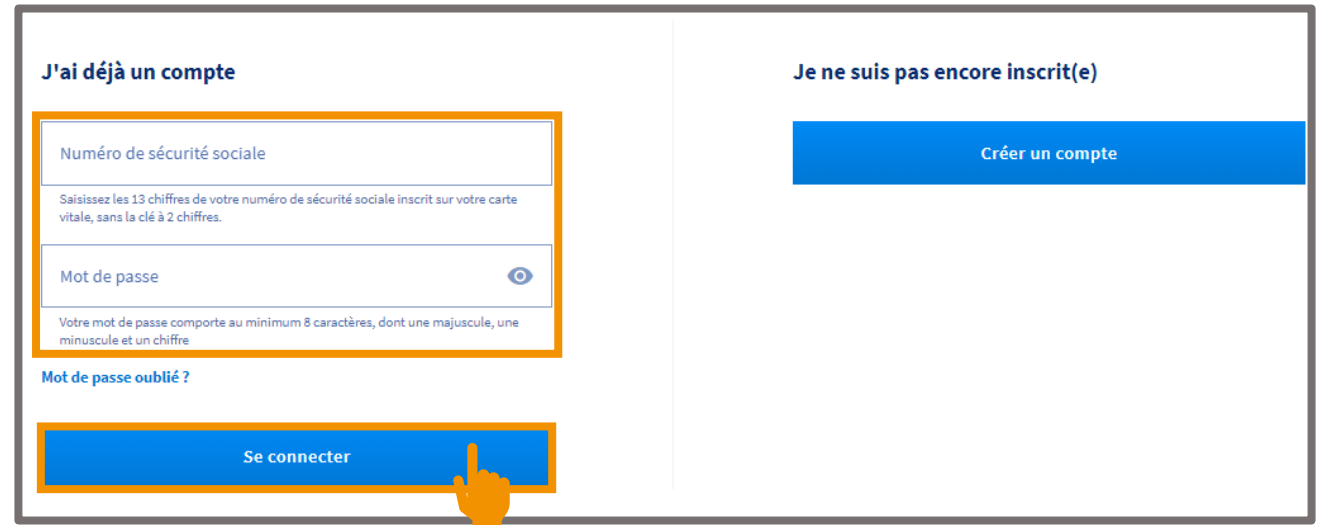 J'ai déjà un compte
Numéro de sécurité sociale
Saisissez les 13 chiffres de votre numéro de sécurité sociale inscrit sur votre carte
vitale, sans la clé à 2 chiffres.
Mot de passe
Votre mot de passe comporte au minimum 8 caractères, dont une majuscule, une
minuscule et un chiffre
Mot de passe oublié ?
Se connecter
Je ne suis pas encore inscrit(e)
Créer un compte